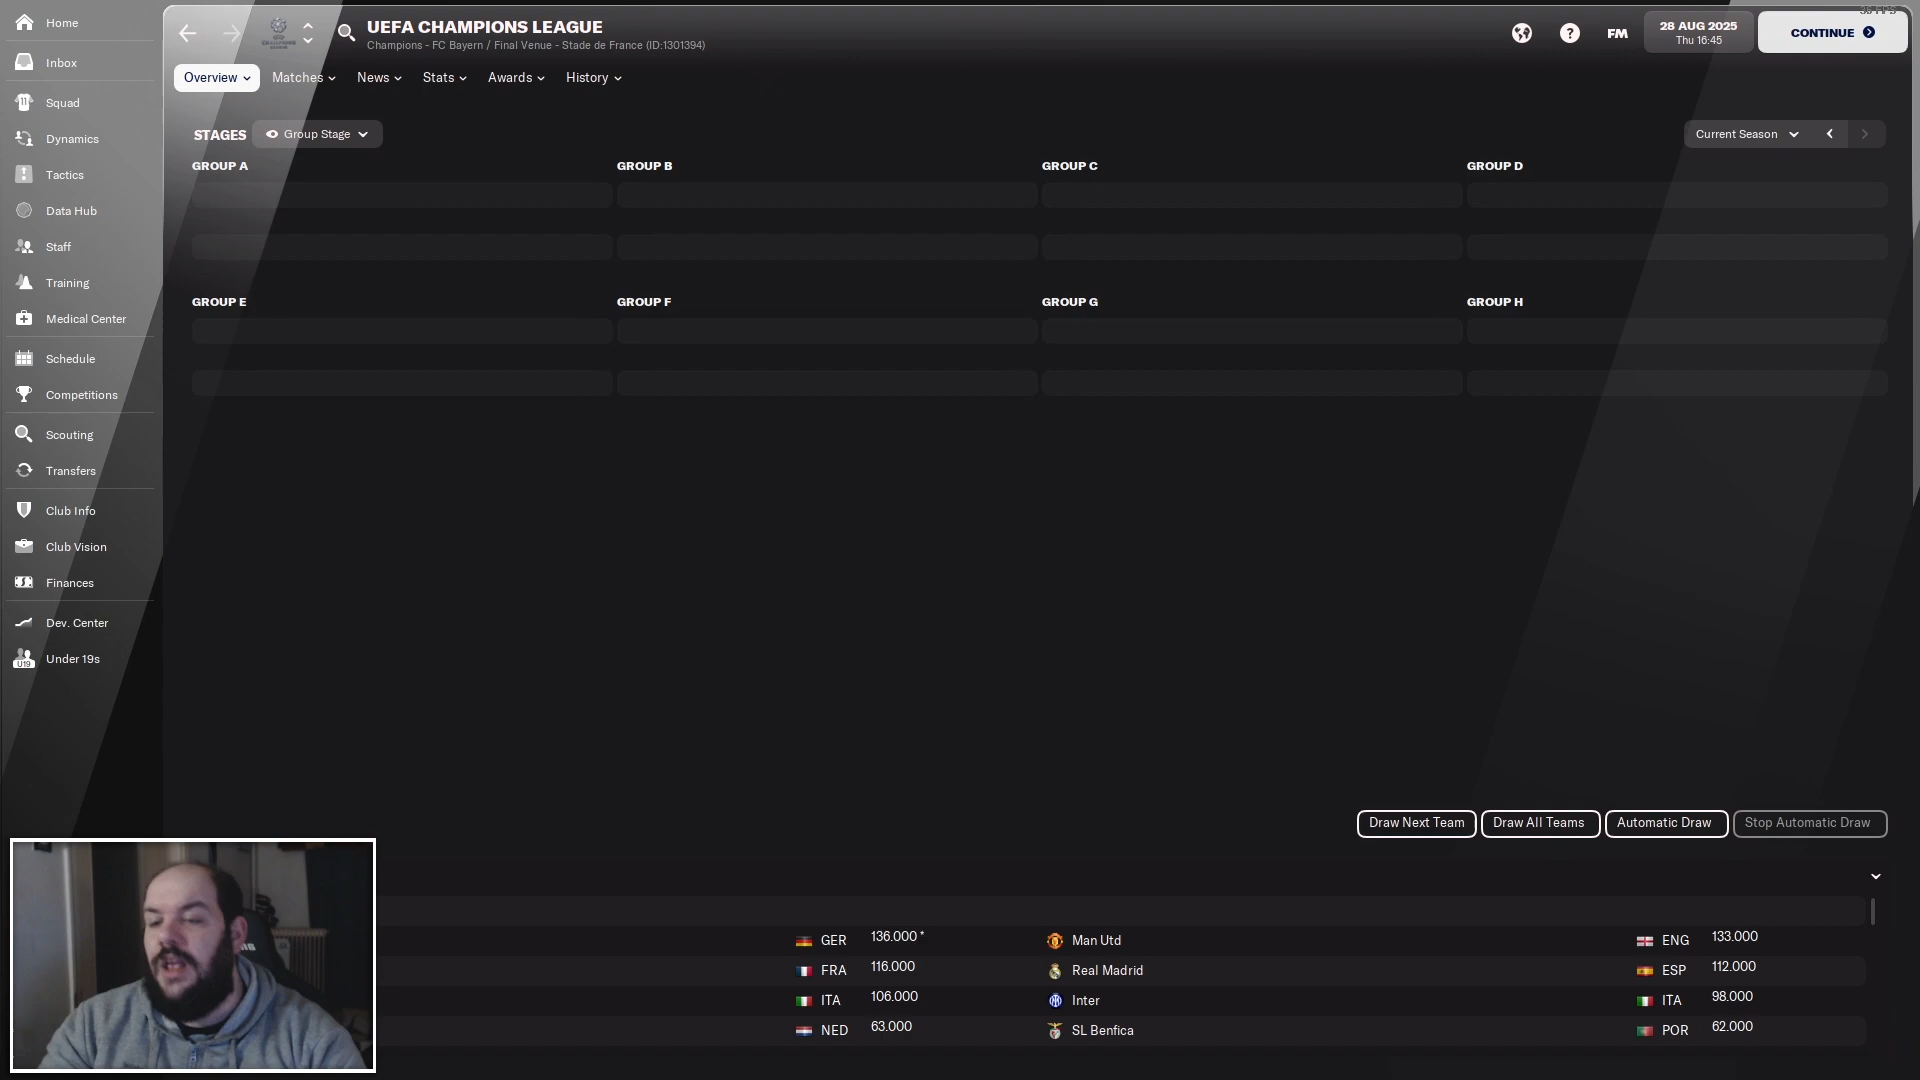 Home
Inbox
Squad
Dynamics
Tactics
Data Hub
Staff
Training
Medical Center
Schedule
Competitions
Scouting
Transfers
Club Info
Club Vision
Finances
Dev. Center
U19
Under 19s
UEFA CHAMPIONS LEAGUE
Champions - FC Bayern / Final Venue - Stade de France (ID:1301394)
FM
28 AUG 2025
Thu 16:45
CONTINUE
Overview
Matches
News
Stats
Awards
History
STAGES
Group Stage
Current Season
GROUP A
GROUP B
GROUP C
GROUP D
GROUP E
GROUP F
GROUP G
GROUP H
Draw Next Team
Draw All Teams
Automatic Draw
Stop Automatic Draw
GER 136.000 * Man Utd ENG 133.000
FRA 116.000 Real Madrid ESP 112.000
ITA 106.000 Inter ITA 98.000
NED 63.000 SL Benfica POR 62.000